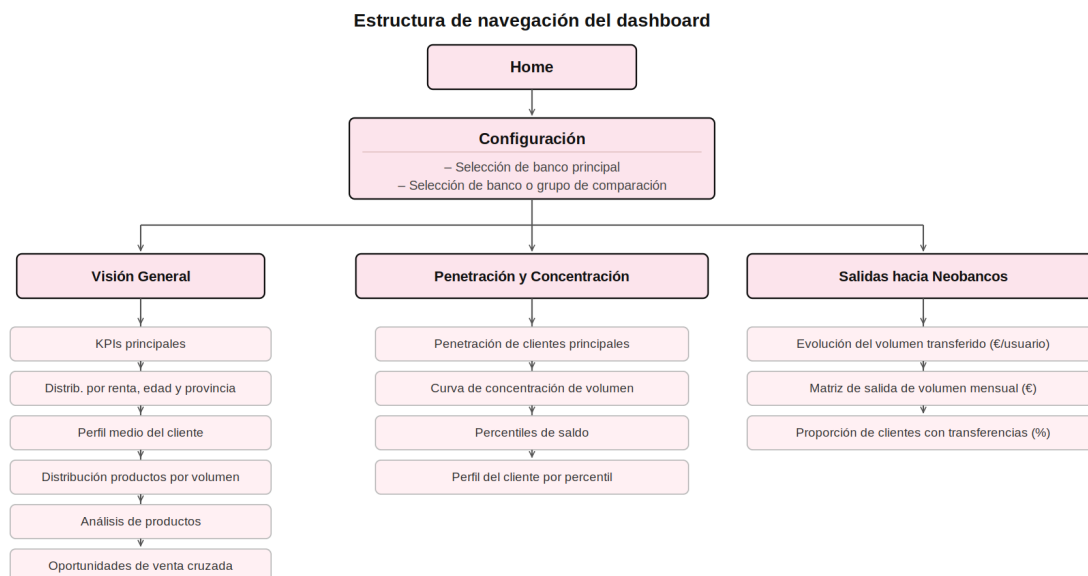 Estructura de navegación del dashboard
Home
Configuración
– Selección de banco principal
– Selección de banco o grupo de comparación
Visión General
KPIs principales
Distrib. por renta, edad y provincia
Perfil medio del cliente
Distribución productos por volumen
Análisis de productos
Oportunidades de venta cruzada
Penetración y Concentración
Penetración de clientes principales
Curva de concentración de volumen
Percentiles de saldo
Perfil del cliente por percentil
Salidas hacia Neobancos
Evolución del volumen transferido (€/usuario)
Matriz de salida de volumen mensual (€)
Proporción de clientes con transferencias (%)